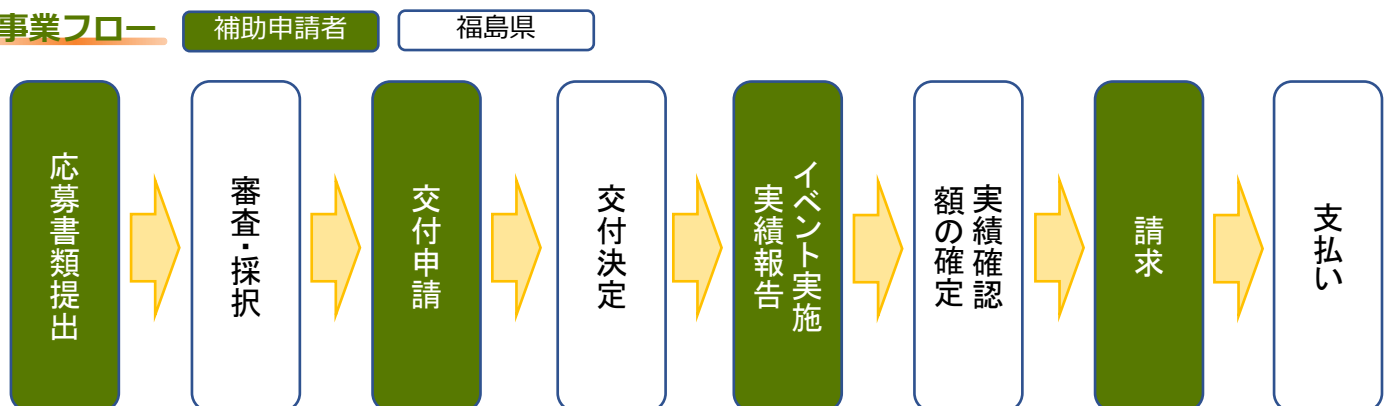 事業フロー
補助申請者
福島県
応募書類提出
審査・採択
交付申請
交付決定
イベント実施
実績報告
実績確認
額の確定
請求
支払い